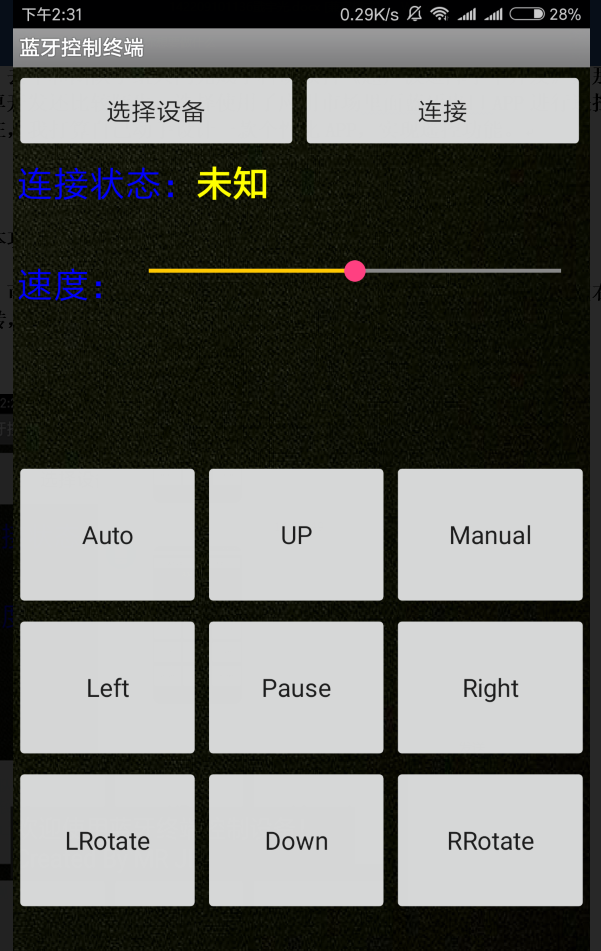 下午2:31 0.29K/s 28%
蓝牙控制终端
选择设备 连接
连接状态：未知
速度：
Auto UP Manual
Left Pause Right
LRotate Down RRotate